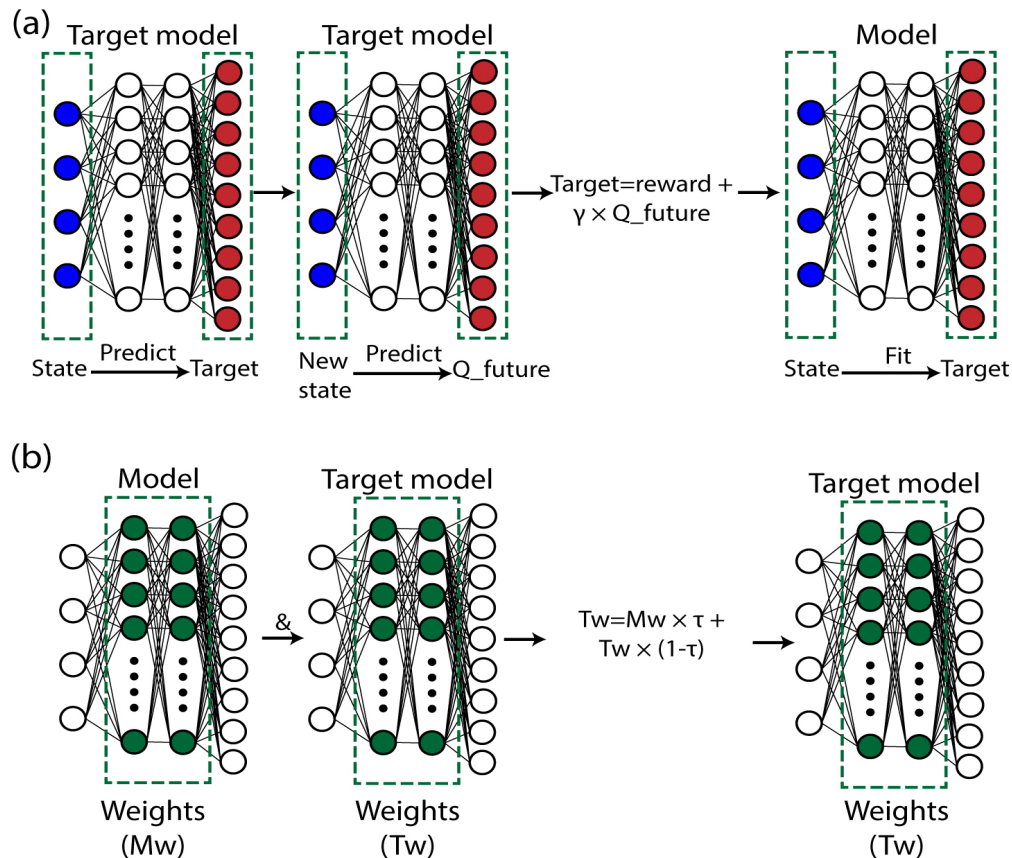 (a)
Target model
Target model
Model
Target=reward +
γ × Q_future
State
Predict
Target
New
state
Predict
Q_future
State
Fit
Target
(b)
Model
Target model
Target model
&
Tw=Mw × τ +
Tw × (1-τ)
Weights
(Mw)
Weights
(Tw)
Weights
(Tw)